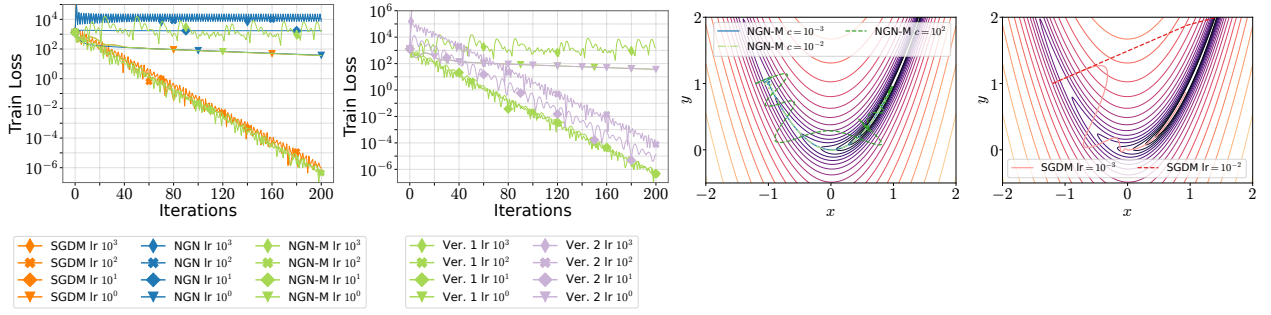 Train Loss
10^4
10^2
10^0
10^-2
10^-4
10^-6
0 40 80 120 160 200
Iterations
SGDM lr 10^3
SGDM lr 10^2
SGDM lr 10^1
SGDM lr 10^0
NGN lr 10^3
NGN lr 10^2
NGN lr 10^1
NGN lr 10^0
NGN-M lr 10^3
NGN-M lr 10^2
NGN-M lr 10^1
NGN-M lr 10^0
Train Loss
10^6
10^4
10^2
10^0
10^-2
10^-4
10^-6
0 40 80 120 160 200
Iterations
Ver. 1 lr 10^3
Ver. 1 lr 10^2
Ver. 1 lr 10^1
Ver. 1 lr 10^0
Ver. 2 lr 10^3
Ver. 2 lr 10^2
Ver. 2 lr 10^1
Ver. 2 lr 10^0
NGN-M c = 10^-3
NGN-M c = 10^-2
NGN-M c = 10^2
y
2
1
0
−2 −1 0 1 2
x
y
2
1
0
SGDM lr = 10^-3
SGDM lr = 10^-2
−2 −1 0 1 2
x